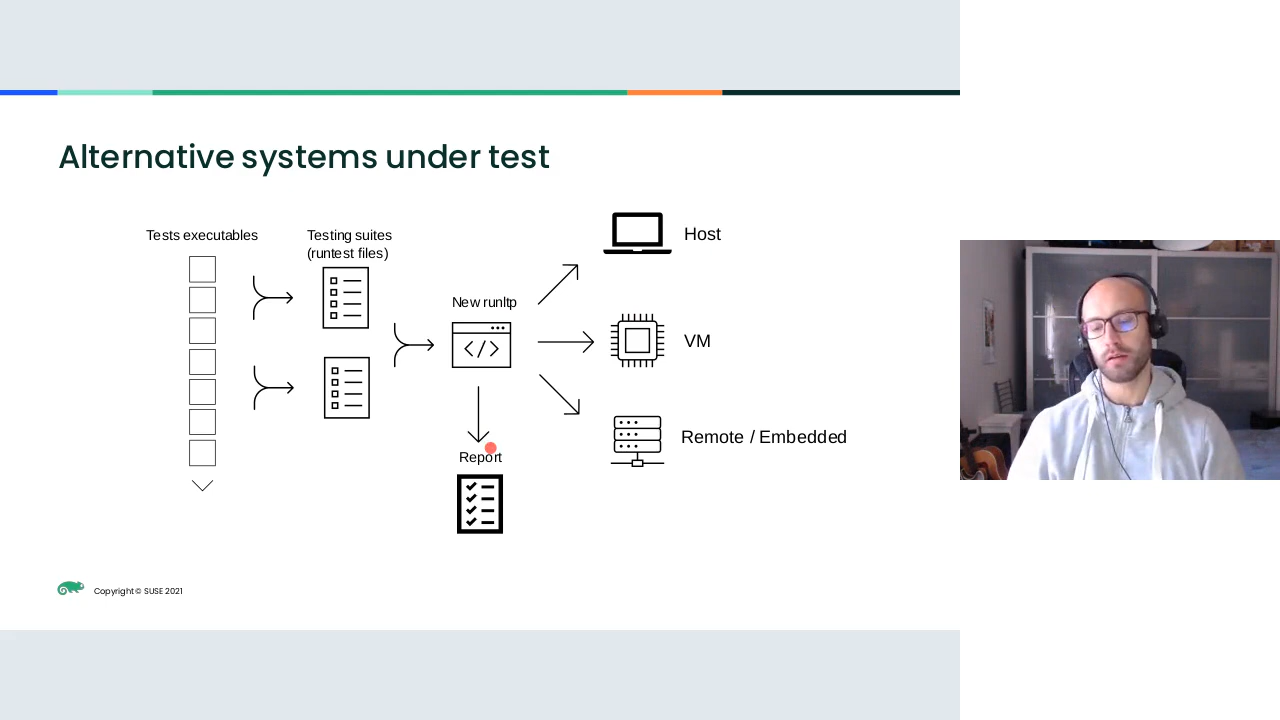 Alternative systems under test
Tests executables
Testing suites
(runtest files)
New runltp
Report
Host
VM
Remote / Embedded
Copyright © SUSE 2021